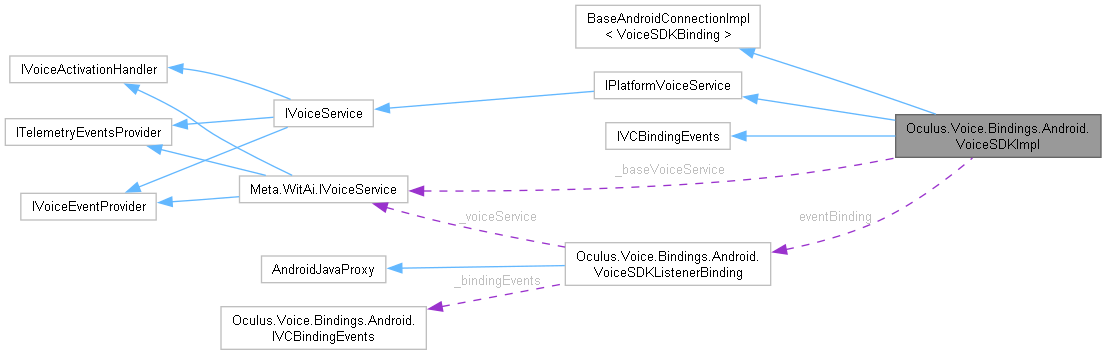 BaseAndroidConnectionImpl
< VoiceSDKBinding >
IVoiceActivationHandler
IPlatformVoiceService
IVoiceService
ITelemetryEventsProvider
IVCBindingEvents
Oculus.Voice.Bindings.Android.
VoiceSDKImpl
_baseVoiceService
Meta.WitAi.IVoiceService
IVoiceEventProvider
_voiceService
eventBinding
AndroidJavaProxy
Oculus.Voice.Bindings.Android.
VoiceSDKListenerBinding
_bindingEvents
Oculus.Voice.Bindings.Android.
IVCBindingEvents